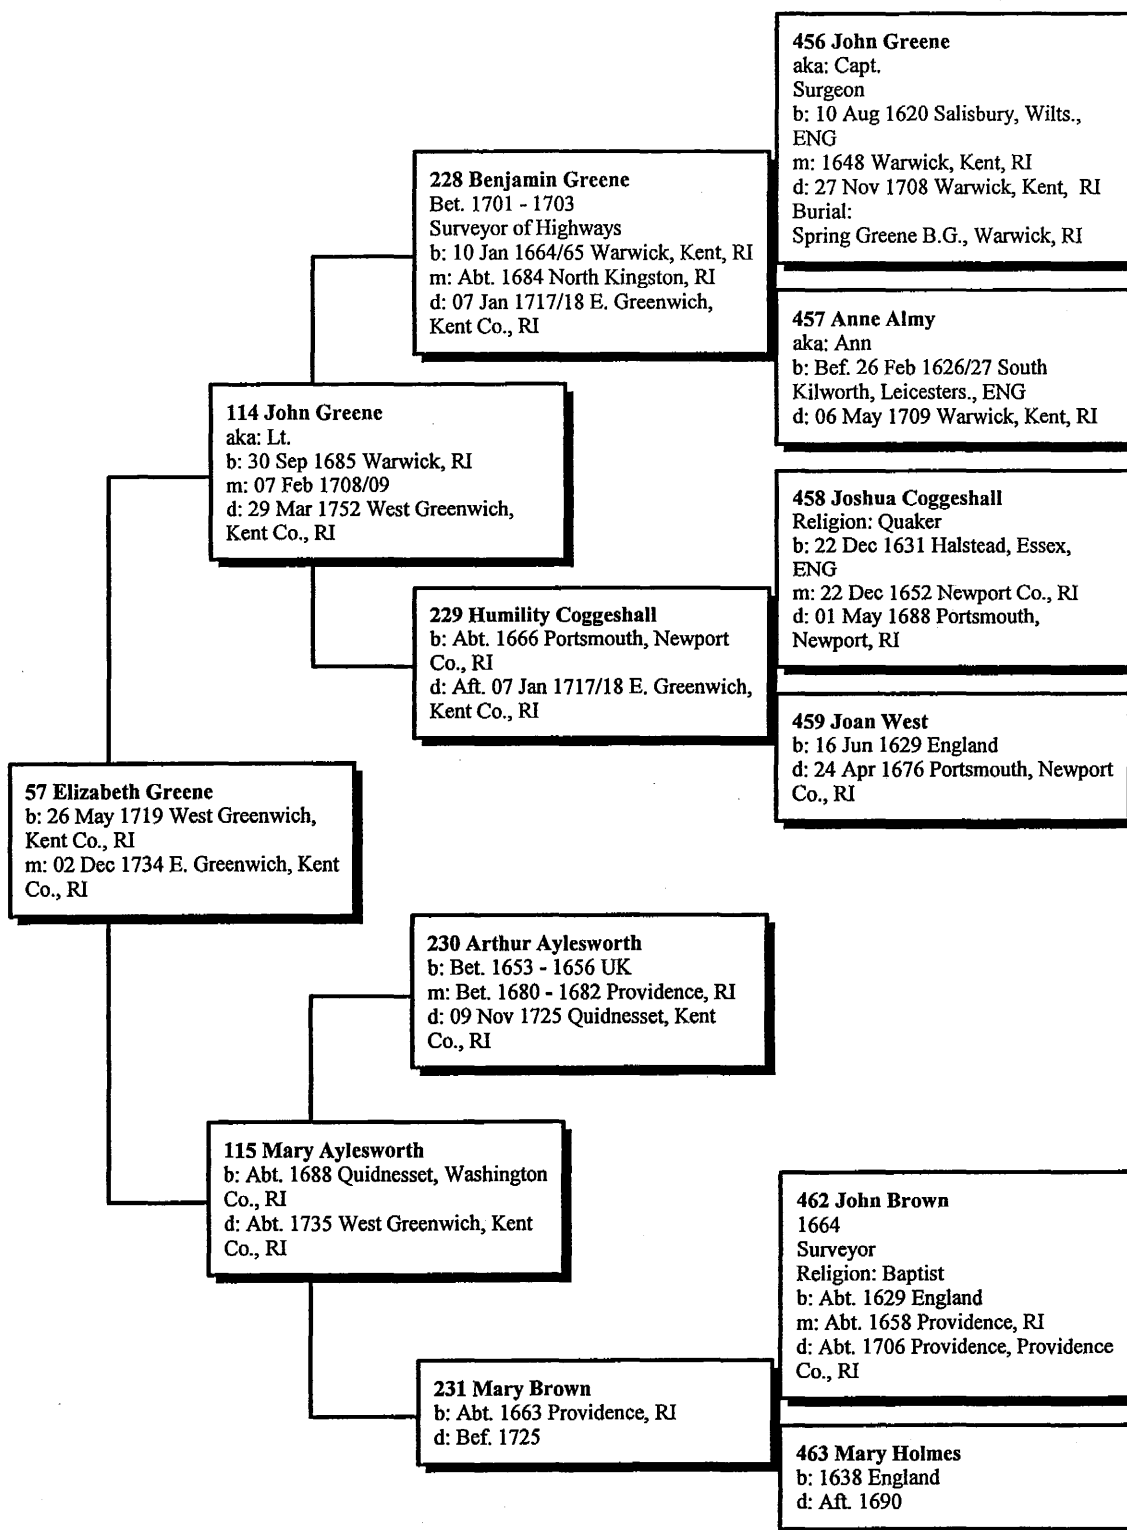 456 John Greene
aka: Capt.
Surgeon
b: 10 Aug 1620 Salisbury, Wilts.,
ENG
m: 1648 Warwick, Kent, RI
d: 27 Nov 1708 Warwick, Kent, RI
Burial:
Spring Greene B.G., Warwick, RI
228 Benjamin Greene
Bet. 1701 - 1703
Surveyor of Highways
b: 10 Jan 1664/65 Warwick, Kent, RI
m: Abt. 1684 North Kingston, RI
d: 07 Jan 1717/18 E. Greenwich,
Kent Co., RI
457 Anne Almy
aka: Ann
b: Bef. 26 Feb 1626/27 South
Kilworth, Leicesters., ENG
d: 06 May 1709 Warwick, Kent, RI
114 John Greene
aka: Lt.
b: 30 Sep 1685 Warwick, RI
m: 07 Feb 1708/09
d: 29 Mar 1752 West Greenwich,
Kent Co., RI
458 Joshua Coggeshall
Religion: Quaker
b: 22 Dec 1631 Halstead, Essex,
ENG
m: 22 Dec 1652 Newport Co., RI
d: 01 May 1688 Portsmouth,
Newport, RI
229 Humility Coggeshall
b: Abt. 1666 Portsmouth, Newport
Co., RI
d: Aft. 07 Jan 1717/18 E. Greenwich,
Kent Co., RI
459 Joan West
b: 16 Jun 1629 England
d: 24 Apr 1676 Portsmouth, Newport
Co., RI
57 Elizabeth Greene
b: 26 May 1719 West Greenwich,
Kent Co., RI
m: 02 Dec 1734 E. Greenwich, Kent
Co., RI
230 Arthur Aylesworth
b: Bet. 1653 - 1656 UK
m: Bet. 1680 - 1682 Providence, RI
d: 09 Nov 1725 Quidnesset, Kent
Co., RI
115 Mary Aylesworth
b: Abt. 1688 Quidnesset, Washington
Co., RI
d: Abt. 1735 West Greenwich, Kent
Co., RI
462 John Brown
1664
Surveyor
Religion: Baptist
b: Abt. 1629 England
m: Abt. 1658 Providence, RI
d: Abt. 1706 Providence, Providence
Co., RI
231 Mary Brown
b: Abt. 1663 Providence, RI
d: Bef. 1725
463 Mary Holmes
b: 1638 England
d: Aft. 1690